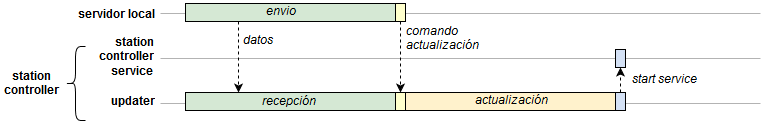 servidor local
envio
datos
comando
actualización
station
controller
service
station
controller
start service
updater
recepción
actualización